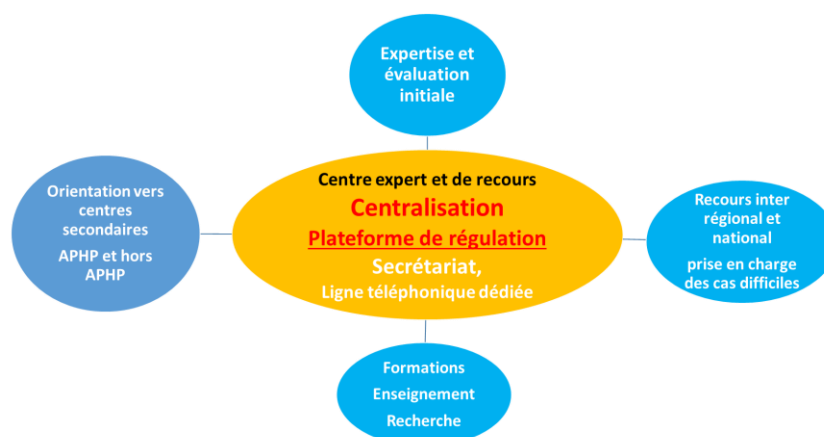 Expertise et
évaluation
initiale
Orientation vers
centres
secondaires
APHP et hors
APHP
Centre expert et de recours
Centralisation
Plateforme de régulation
Secrétariat,
Ligne téléphonique dédiée
Recours inter
régional et
national
prise en charge
des cas difficiles
Formations
Enseignement
Recherche